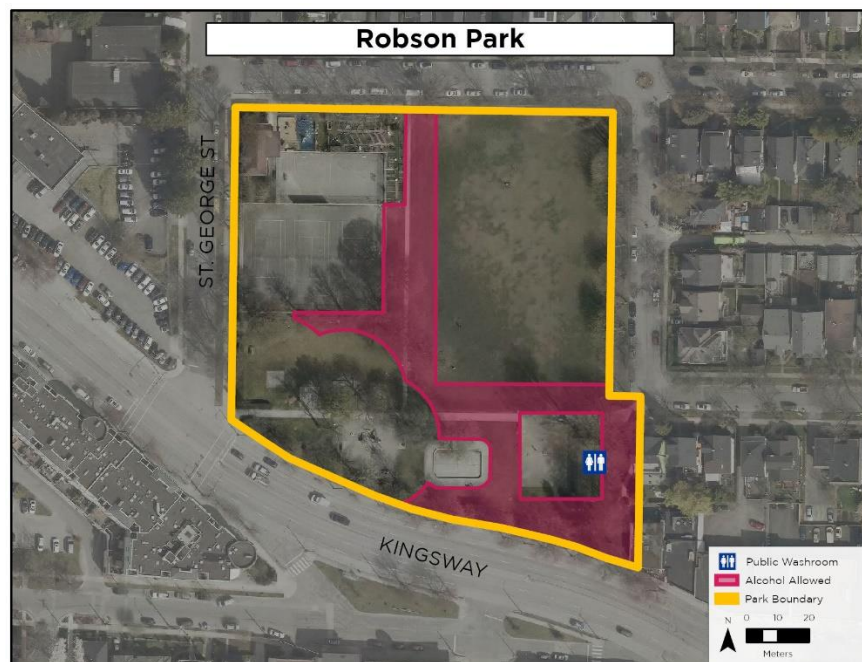 Robson Park
ST. GEORGE ST
KINGSWAY
Public Washroom
Alcohol Allowed
Park Boundary
N
0 10 20
Meters